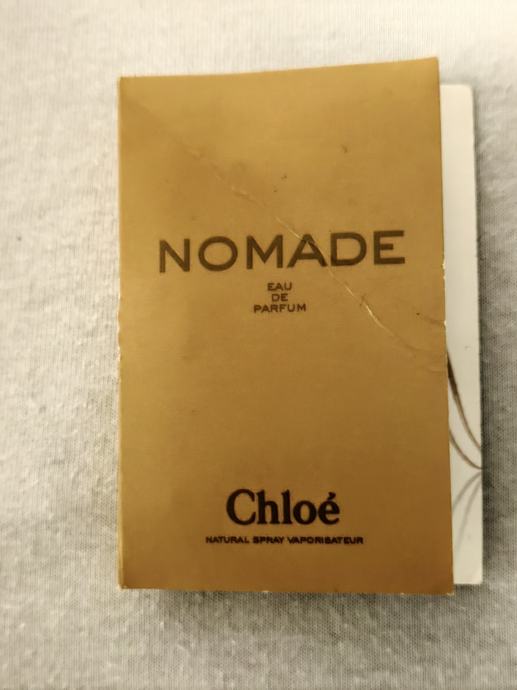 NOMADE
EAU
DE
PARFUM
Chloé
NATURAL SPRAY VAPORISATEUR